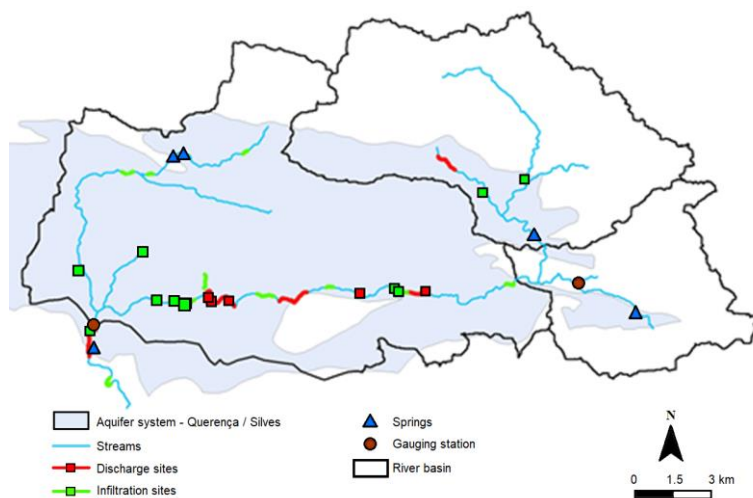 Aquifer system - Querença / Silves
Streams
Discharge sites
Infiltration sites
Springs
Gauging station
River basin
N
0 1.5 3 km